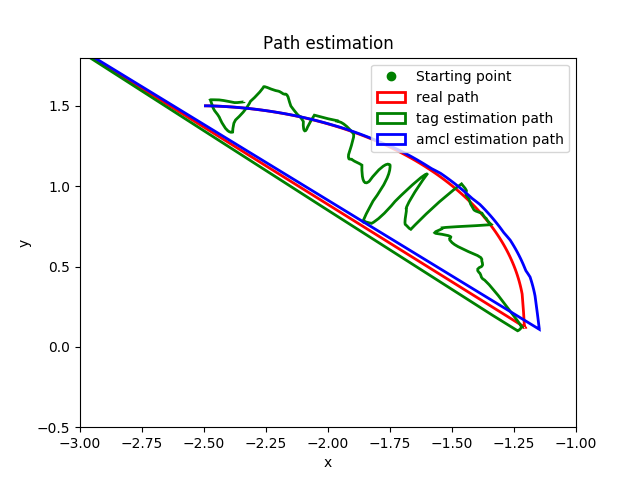 Path estimation
Starting point
real path
tag estimation path
amcl estimation path
y
1.5
1.0
0.5
0.0
−0.5
−3.00 −2.75 −2.50 −2.25 −2.00 −1.75 −1.50 −1.25 −1.00
x